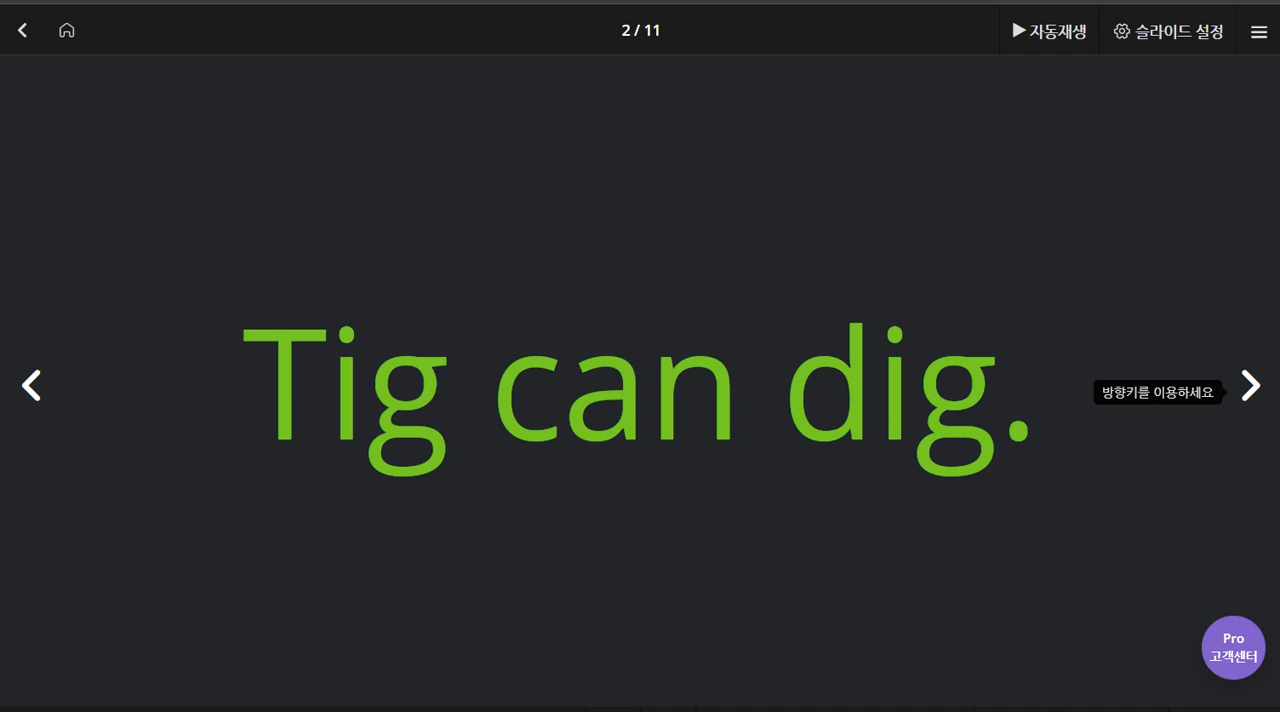 2 / 11
자동재생
슬라이드 설정
Tig can dig.
방향키를 이용하세요
Pro
고객센터